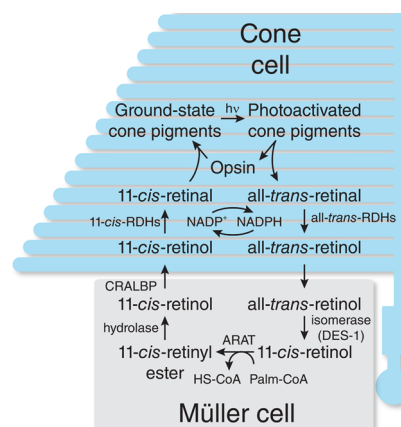 Cone
cell
Ground-state hν Photoactivated
cone pigments cone pigments
Opsin
11-cis-retinal all-trans-retinal
11-cis-RDHs NADP+ NADPH all-trans-RDHs
11-cis-retinol all-trans-retinol
CRALBP
11-cis-retinol all-trans-retinol
hydrolase isomerase
(DES-1)
ARAT
11-cis-retinyl 11-cis-retinol
ester
HS-CoA Palm-CoA
Müller cell